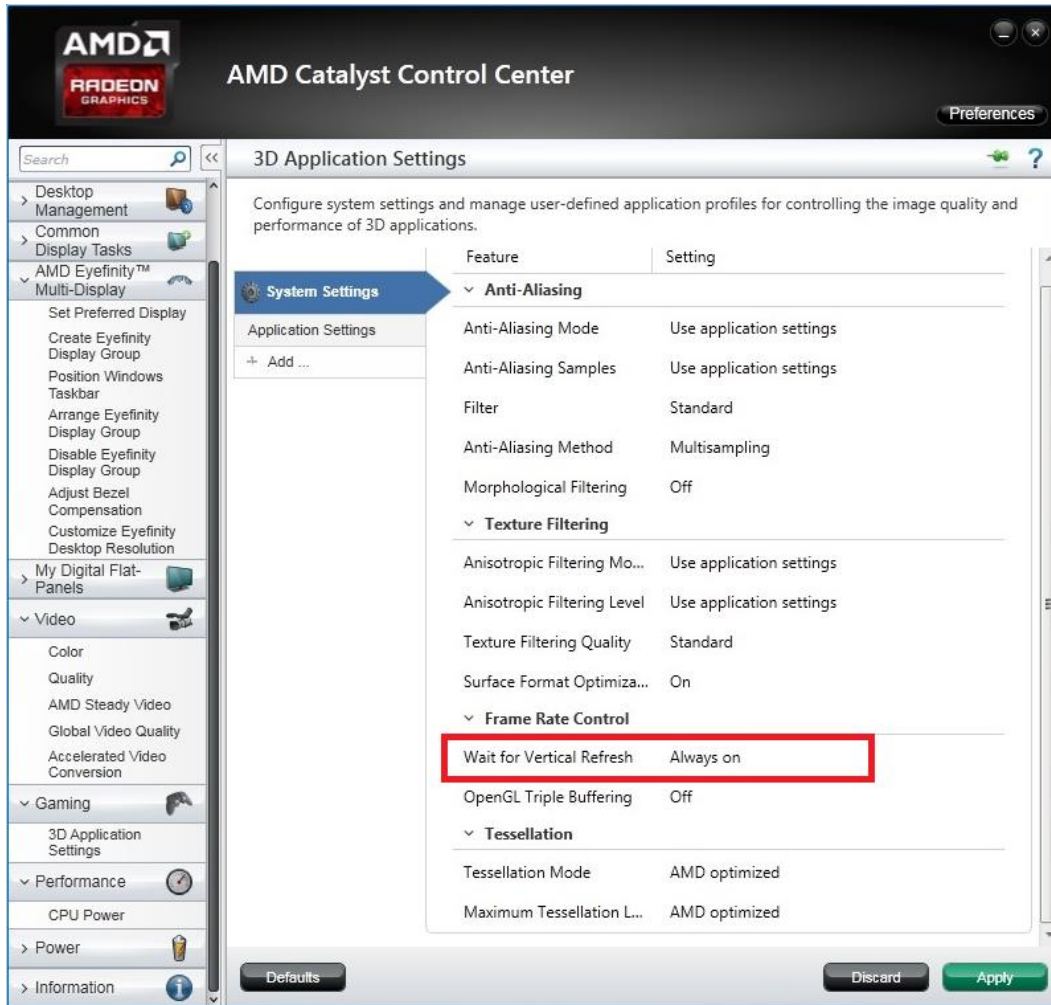 AMD
RADEON
GRAPHICS
AMD Catalyst Control Center
Preferences
Search
<<
3D Application Settings
?
Configure system settings and manage user-defined application profiles for controlling the image quality and
performance of 3D applications.
Desktop
Management
Common
Display Tasks
AMD Eyefinity™
Multi-Display
Set Preferred Display
Create Eyefinity
Display Group
Position Windows
Taskbar
Arrange Eyefinity
Display Group
Disable Eyefinity
Display Group
Adjust Bezel
Compensation
Customize Eyefinity
Desktop Resolution
My Digital Flat-
Panels
Video
Color
Quality
AMD Steady Video
Global Video Quality
Accelerated Video
Conversion
Gaming
3D Application
Settings
Performance
CPU Power
Power
Information
System Settings
Application Settings
+ Add ...
Feature Setting
Anti-Aliasing
Anti-Aliasing Mode Use application settings
Anti-Aliasing Samples Use application settings
Filter Standard
Anti-Aliasing Method Multisampling
Morphological Filtering Off
Texture Filtering
Anisotropic Filtering Mo... Use application settings
Anisotropic Filtering Level Use application settings
Texture Filtering Quality Standard
Surface Format Optimiza... On
Frame Rate Control
Wait for Vertical Refresh Always on
OpenGL Triple Buffering Off
Tessellation
Tessellation Mode AMD optimized
Maximum Tessellation L... AMD optimized
Defaults
Discard
Apply